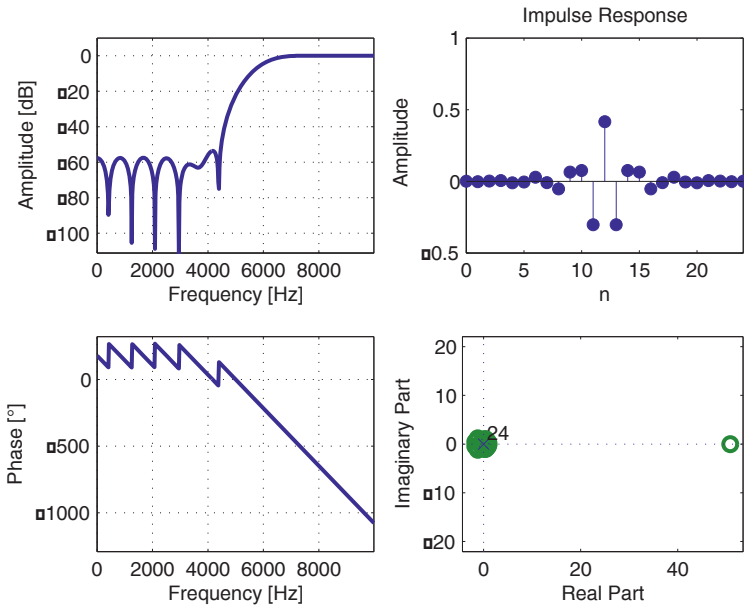 Impulse Response
Amplitude [dB]
0
▯20
▯40
▯60
▯80
▯100
0 2000 4000 6000 8000
Frequency [Hz]
Amplitude
1
0.5
0
▯0.5
0 5 10 15 20
n
Phase [°]
0
▯500
▯1000
0 2000 4000 6000 8000
Frequency [Hz]
Imaginary Part
20
10
0
▯10
▯20
24
0 20 40
Real Part